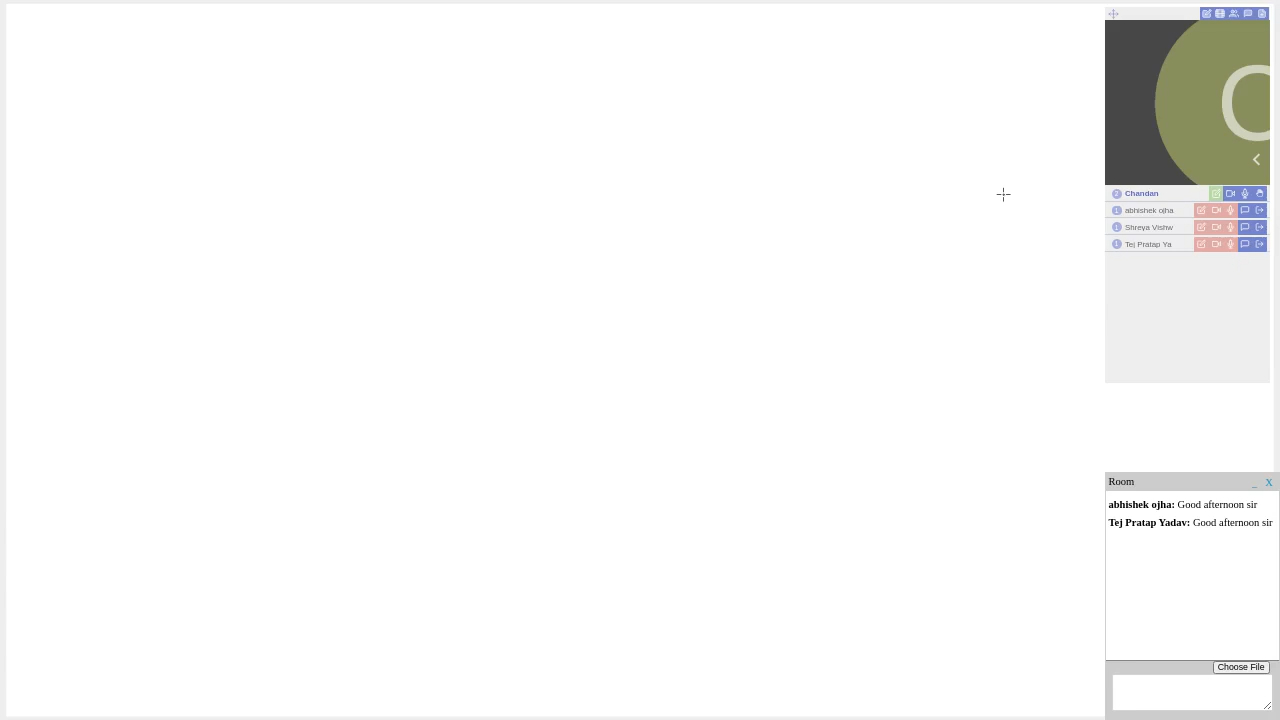 C
Chandan
abhishek ojha
Shreya Vishw
Tej Pratap Ya
Room _ X
abhishek ojha: Good afternoon sir
Tej Pratap Yadav: Good afternoon sir
Choose File